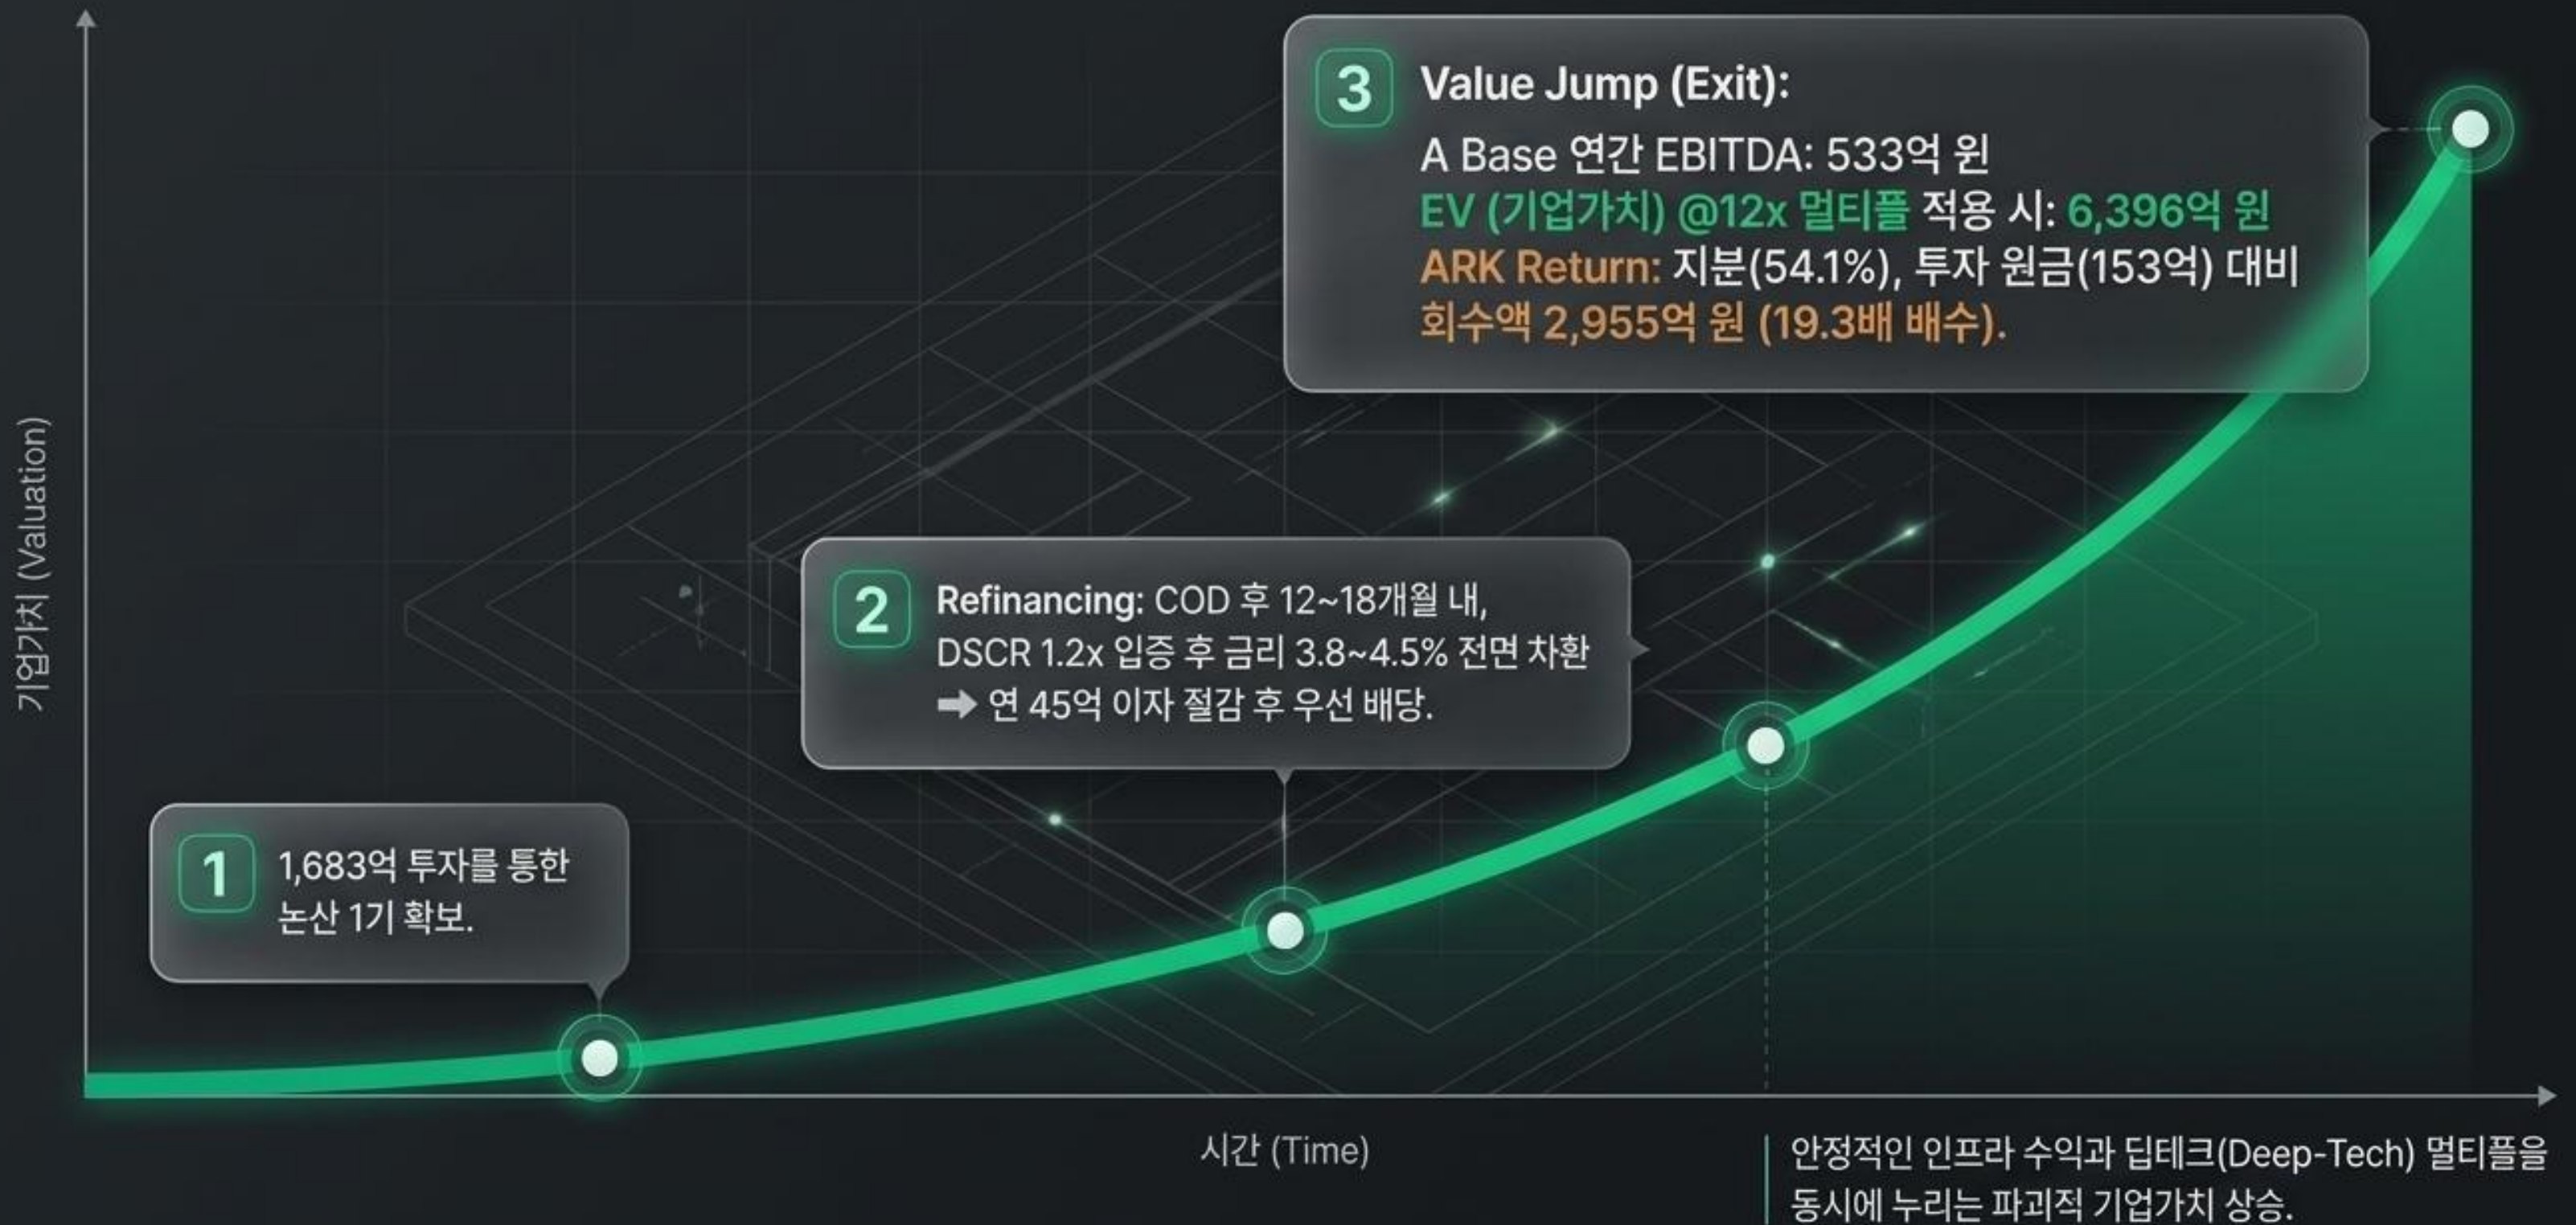 3
Value Jump (Exit):
A Base 연간 EBITDA: 533억 원
EV (기업가치) @12x 멀티플 적용 시: 6,396억 원
ARK Return: 지분(54.1%), 투자 원금(153억) 대비
회수액 2,955억 원 (19.3배 배수).
기업가치 (Valuation)
2
Refinancing: COD 후 12~18개월 내,
DSCR 1.2x 입증 후 금리 3.8~4.5% 전면 차환
➡ 연 45억 이자 절감 후 우선 배당.
1
1,683억 투자를 통한
논산 1기 확보.
시간 (Time)
안정적인 인프라 수익과 딥테크(Deep-Tech) 멀티플을
동시에 누리는 파괴적 기업가치 상승.